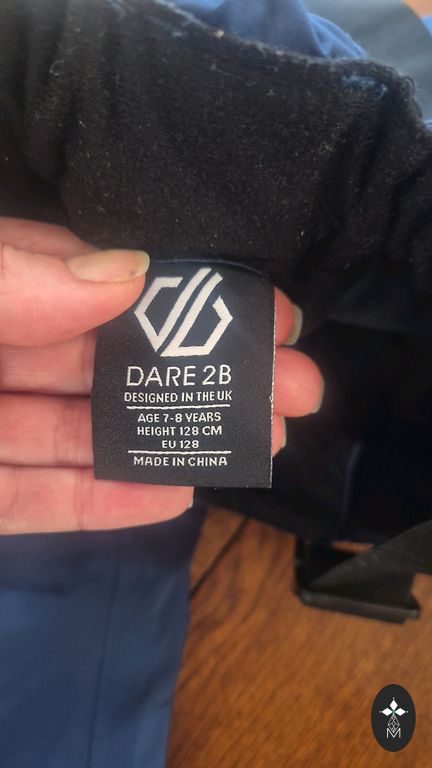 DARE 2B
DESIGNED IN THE UK
AGE 7-8 YEARS
HEIGHT 128 CM
EU 128
MADE IN CHINA
M